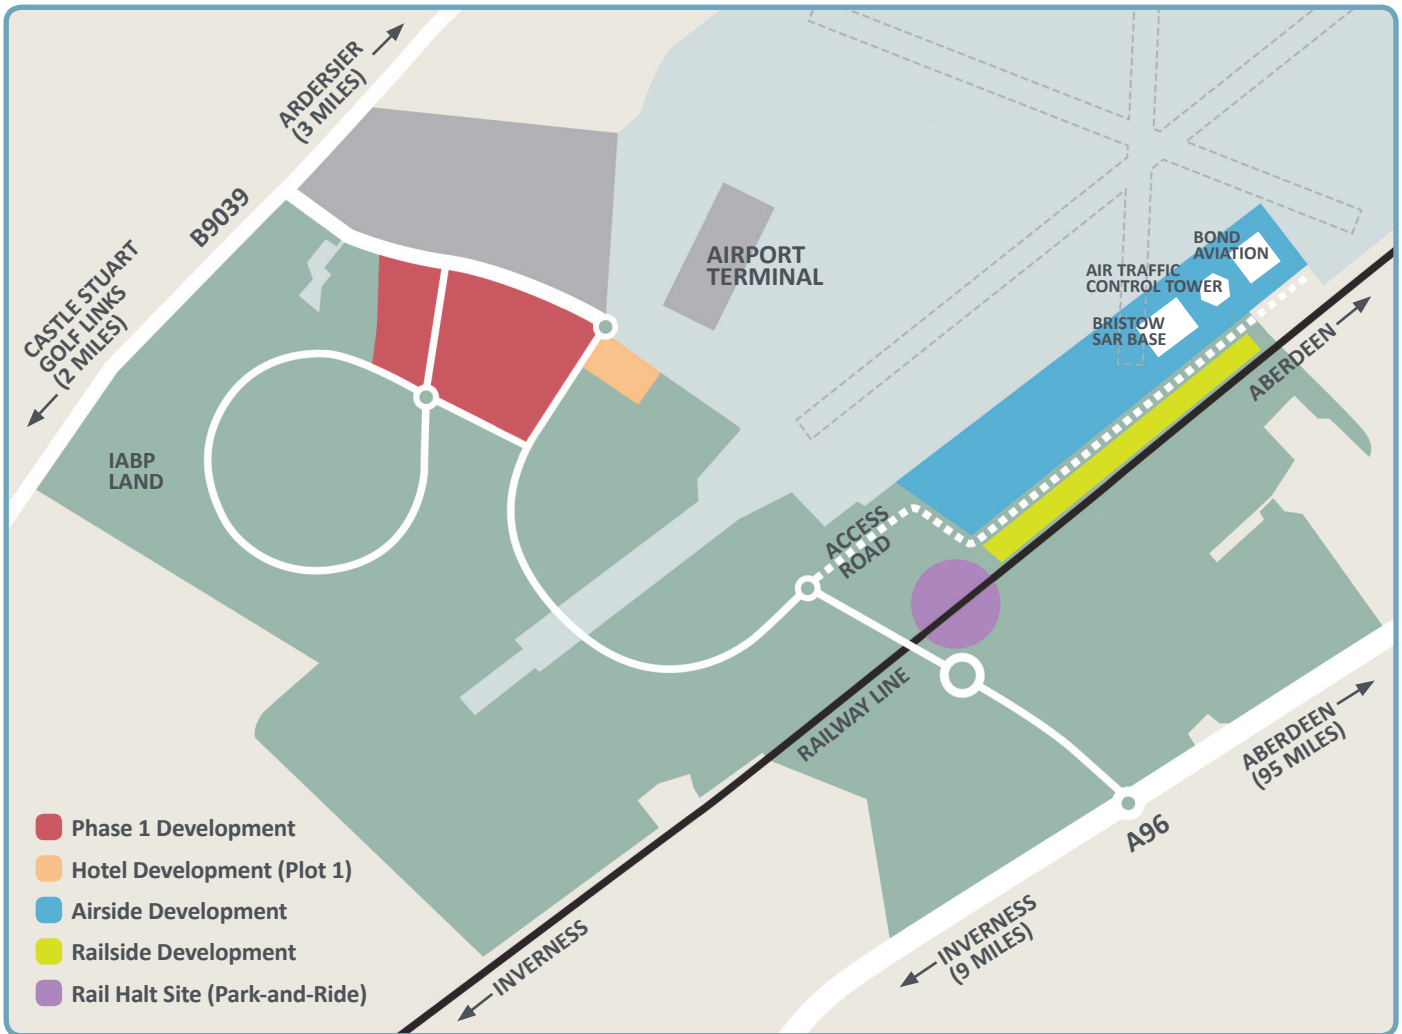 ARDERSIER
(3 MILES)
B9039
CASTLE STUART
GOLF LINKS
(2 MILES)
AIRPORT
TERMINAL
BOND
AVIATION
AIR TRAFFIC
CONTROL TOWER
BRISTOW
SAR BASE
ABERDEEN
IABP
LAND
ACCESS
ROAD
RAILWAY LINE
ABERDEEN
(95 MILES)
A96
INVERNESS
(9 MILES)
INVERNESS
Phase 1 Development
Hotel Development (Plot 1)
Airside Development
Railside Development
Rail Halt Site (Park-and-Ride)